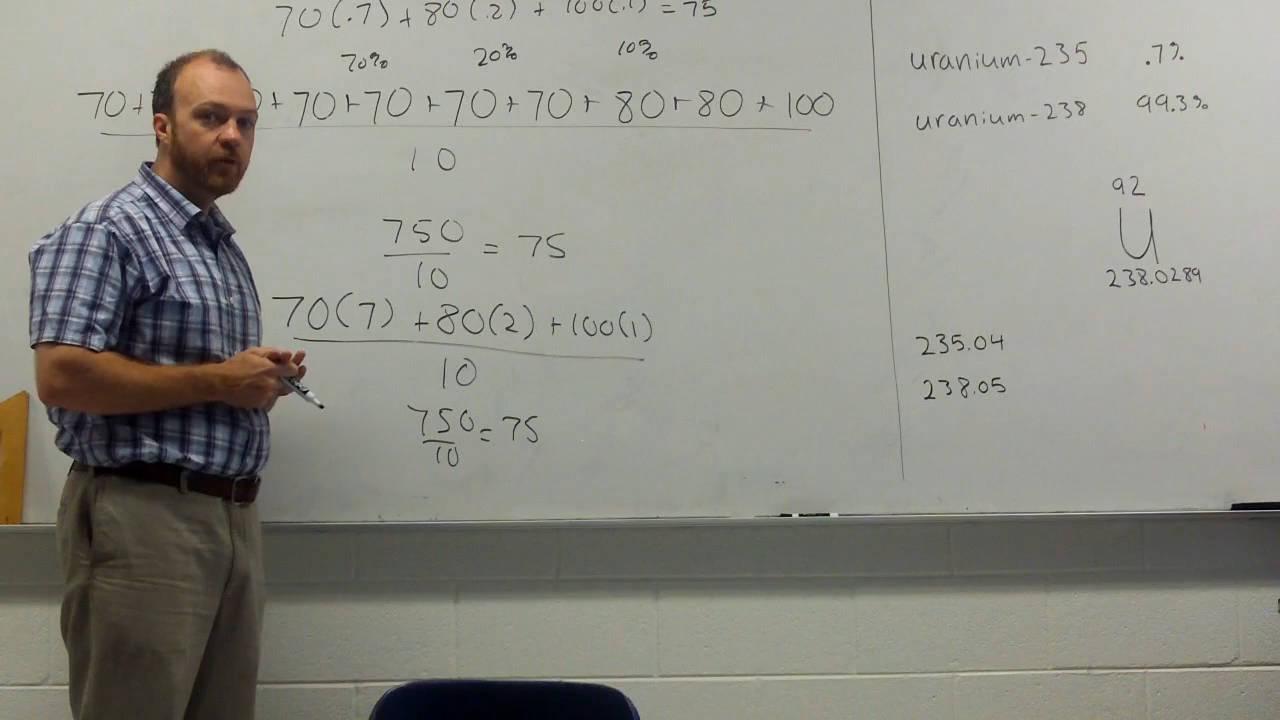 70(.7) + 80(.2) + 100(.1) = 75
70% 20% 10%
70+ + 70 + 70 + 70 + 70 + 80 + 80 + 100
10
750
10
= 75
70(7) + 80(2) + 100(1)
10
750
10
= 75
uranium-235 .7%
uranium-238 99.3%
92
U
238.0289
235.04
238.05